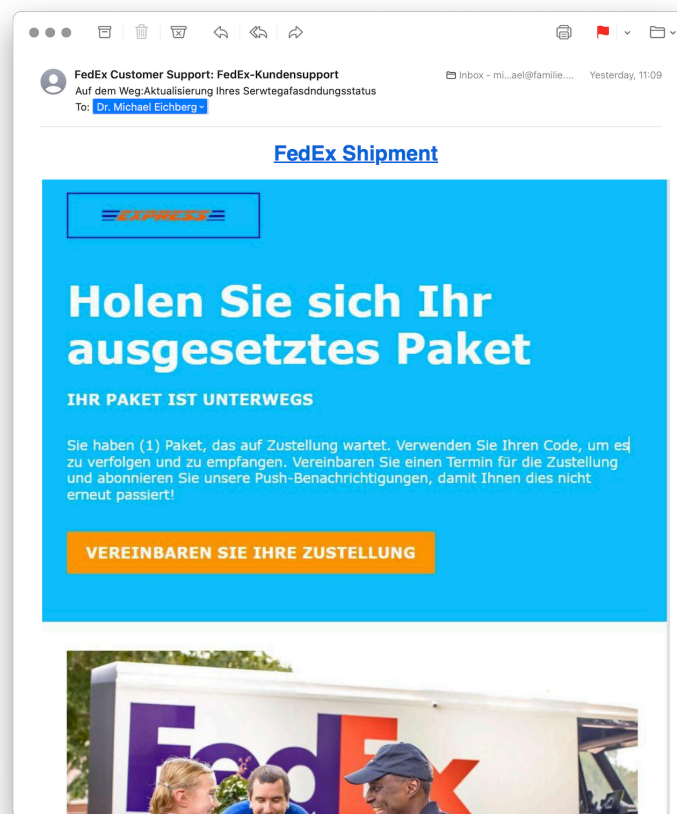 FedEx Customer Support: FedEx-Kundensupport
Inbox - mi...ael@familie....
Yesterday, 11:09
Auf dem Weg:Aktualisierung Ihres Serwtegafasdndungsstatus
To: Dr. Michael Eichberg
FedEx Shipment
EXPRESS
Holen Sie sich Ihr
ausgesetztes Paket
IHR PAKET IST UNTERWEGS
Sie haben (1) Paket, das auf Zustellung wartet. Verwenden Sie Ihren Code, um es
zu verfolgen und zu empfangen. Vereinbaren Sie einen Termin für die Zustellung
und abonnieren Sie unsere Push-Benachrichtigungen, damit Ihnen dies nicht
erneut passiert!
VEREINBAREN SIE IHRE ZUSTELLUNG
FedEx